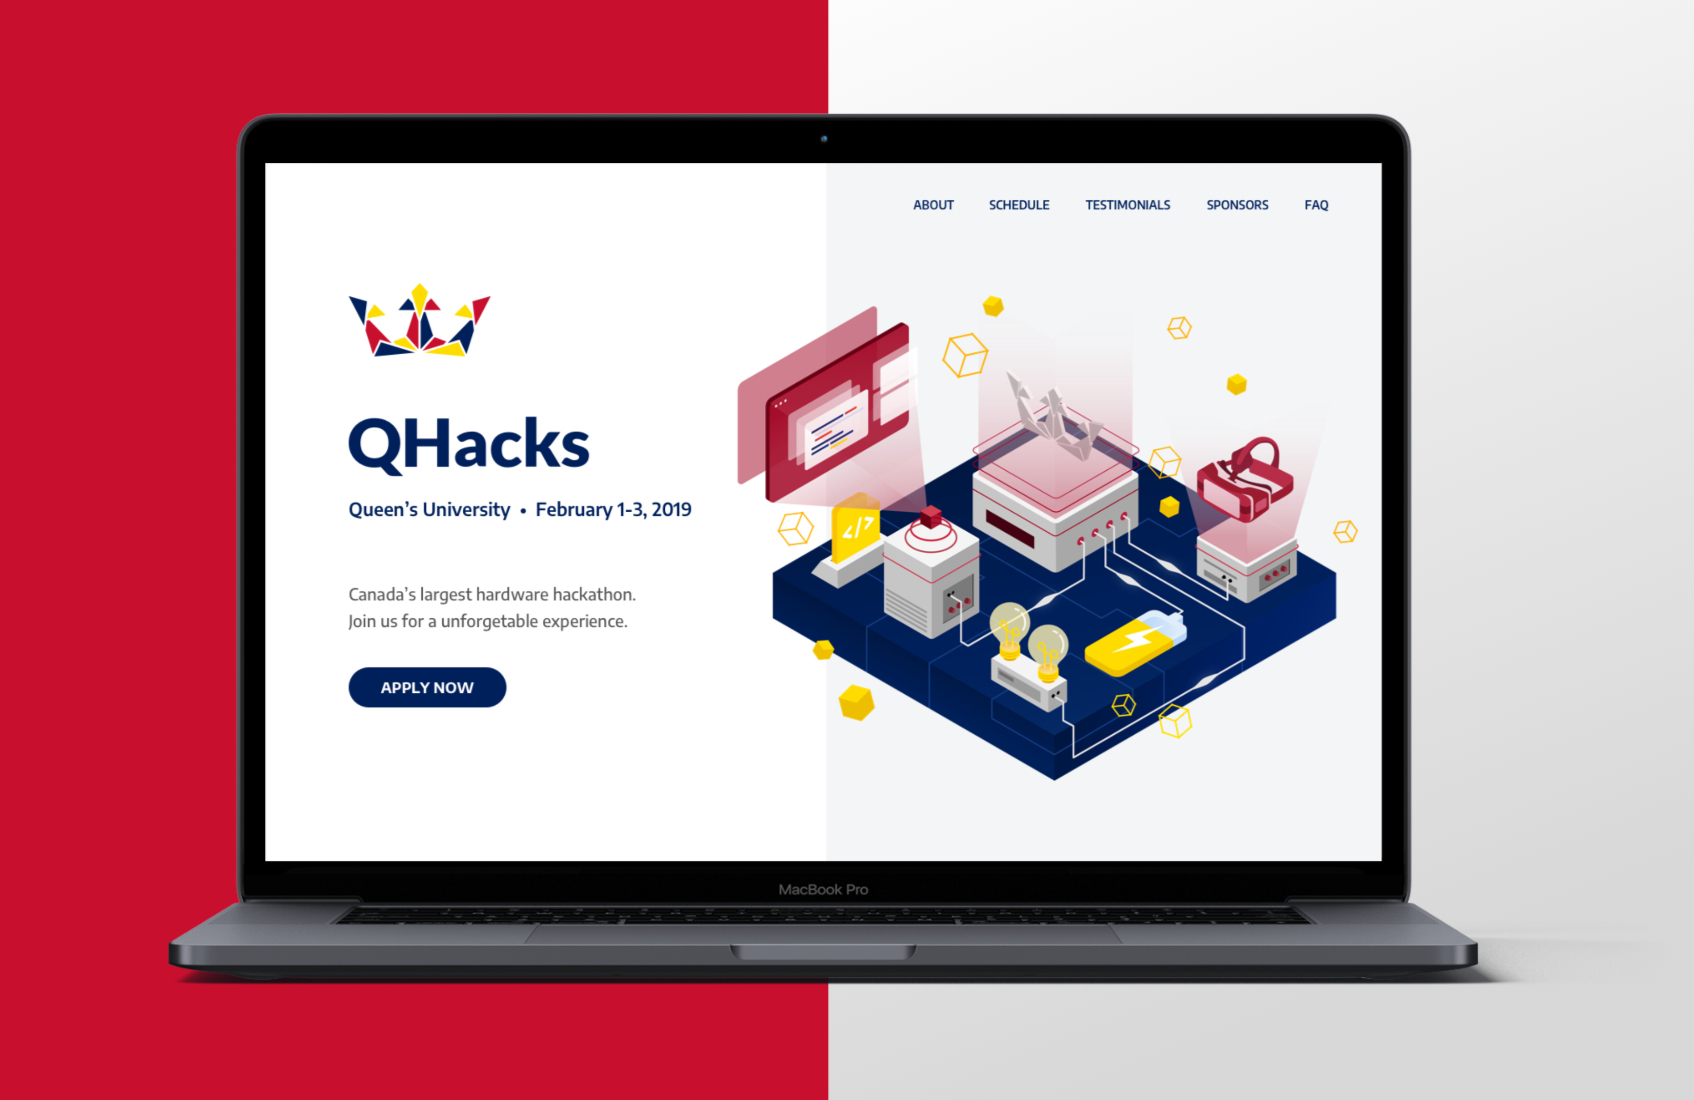 ABOUT SCHEDULE TESTIMONIALS SPONSORS FAQ
QHacks
Queen’s University • February 1-3, 2019
</>
Canada’s largest hardware hackathon.
Join us for a unforgetable experience.
APPLY NOW
MacBook Pro